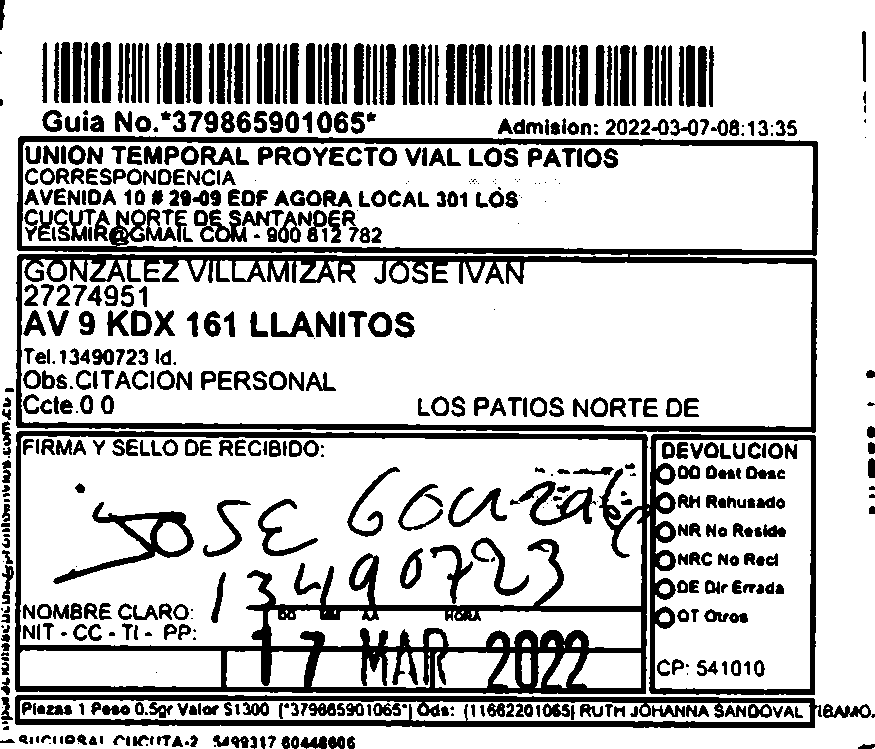 Guia No.*379865901065*
Admision: 2022-03-07-08:13:35
UNION TEMPORAL PROYECTO VIAL LOS PATIOS
CORRESPONDENCIA
AVENIDA 10 # 29-09 EDF AGORA LOCAL 301 LOS
CUCUTA NORTE DE SANTANDER
YEISMIR@GMAIL COM - 900 812 782
GONZALEZ VILLAMIZAR JOSE IVAN
27274951
AV 9 KDX 161 LLANITOS
Tel.13490723 Id.
Obs.CITACION PERSONAL
Ccte.0 0 LOS PATIOS NORTE DE
FIRMA Y SELLO DE RECIBIDO:
JOSE Gonzalez
13490723
NOMBRE CLARO:
NIT - CC - TI - PP:
DD MM AA HORA
17 MAR 2022
DEVOLUCION
DD Dest Desc
RH Rehusado
NR No Reside
NRC No Recl
DE Dir Errada
OT Otros
CP: 541010
Piezas 1 Peso 0.5gr Valor $1300 (*379865901065*) Ods: (11662201065) RUTH JOHANNA SANDOVAL TIBAMO.
SUCURSAL CUCUTA-2 5499317 60448606